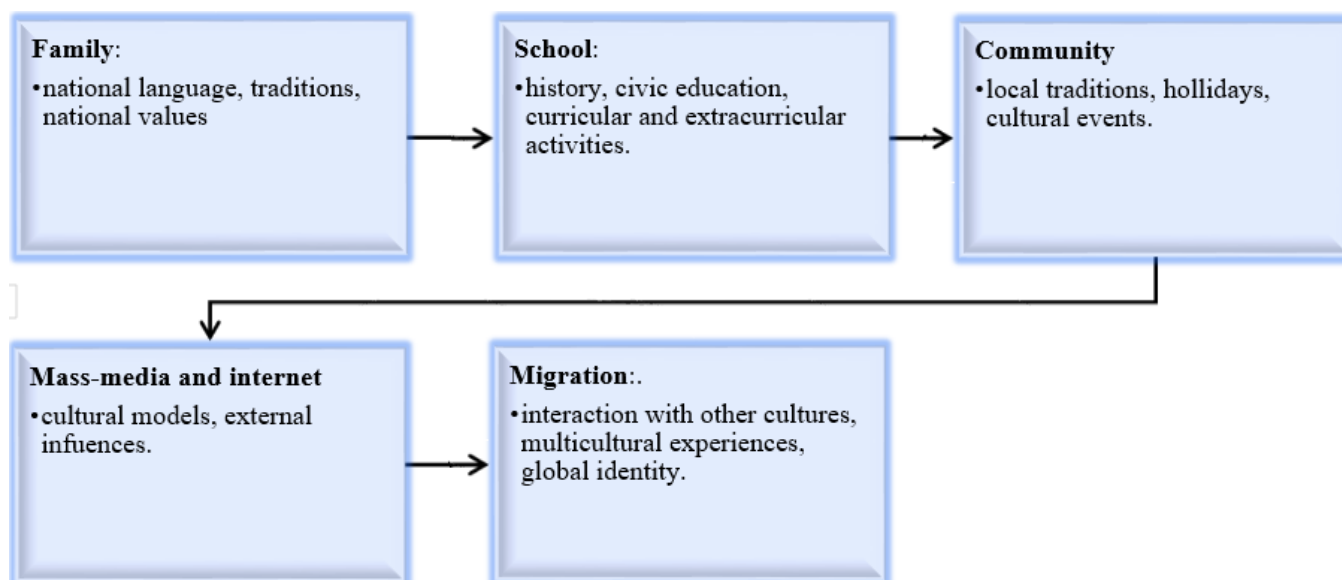 Family:
•national language, traditions,
national values
School:
•history, civic education,
curricular and extracurricular
activities.
Community
•local traditions, hollidays,
cultural events.
Mass-media and internet
•cultural models, external
infuences.
Migration:.
•interaction with other cultures,
multicultural experiences,
global identity.